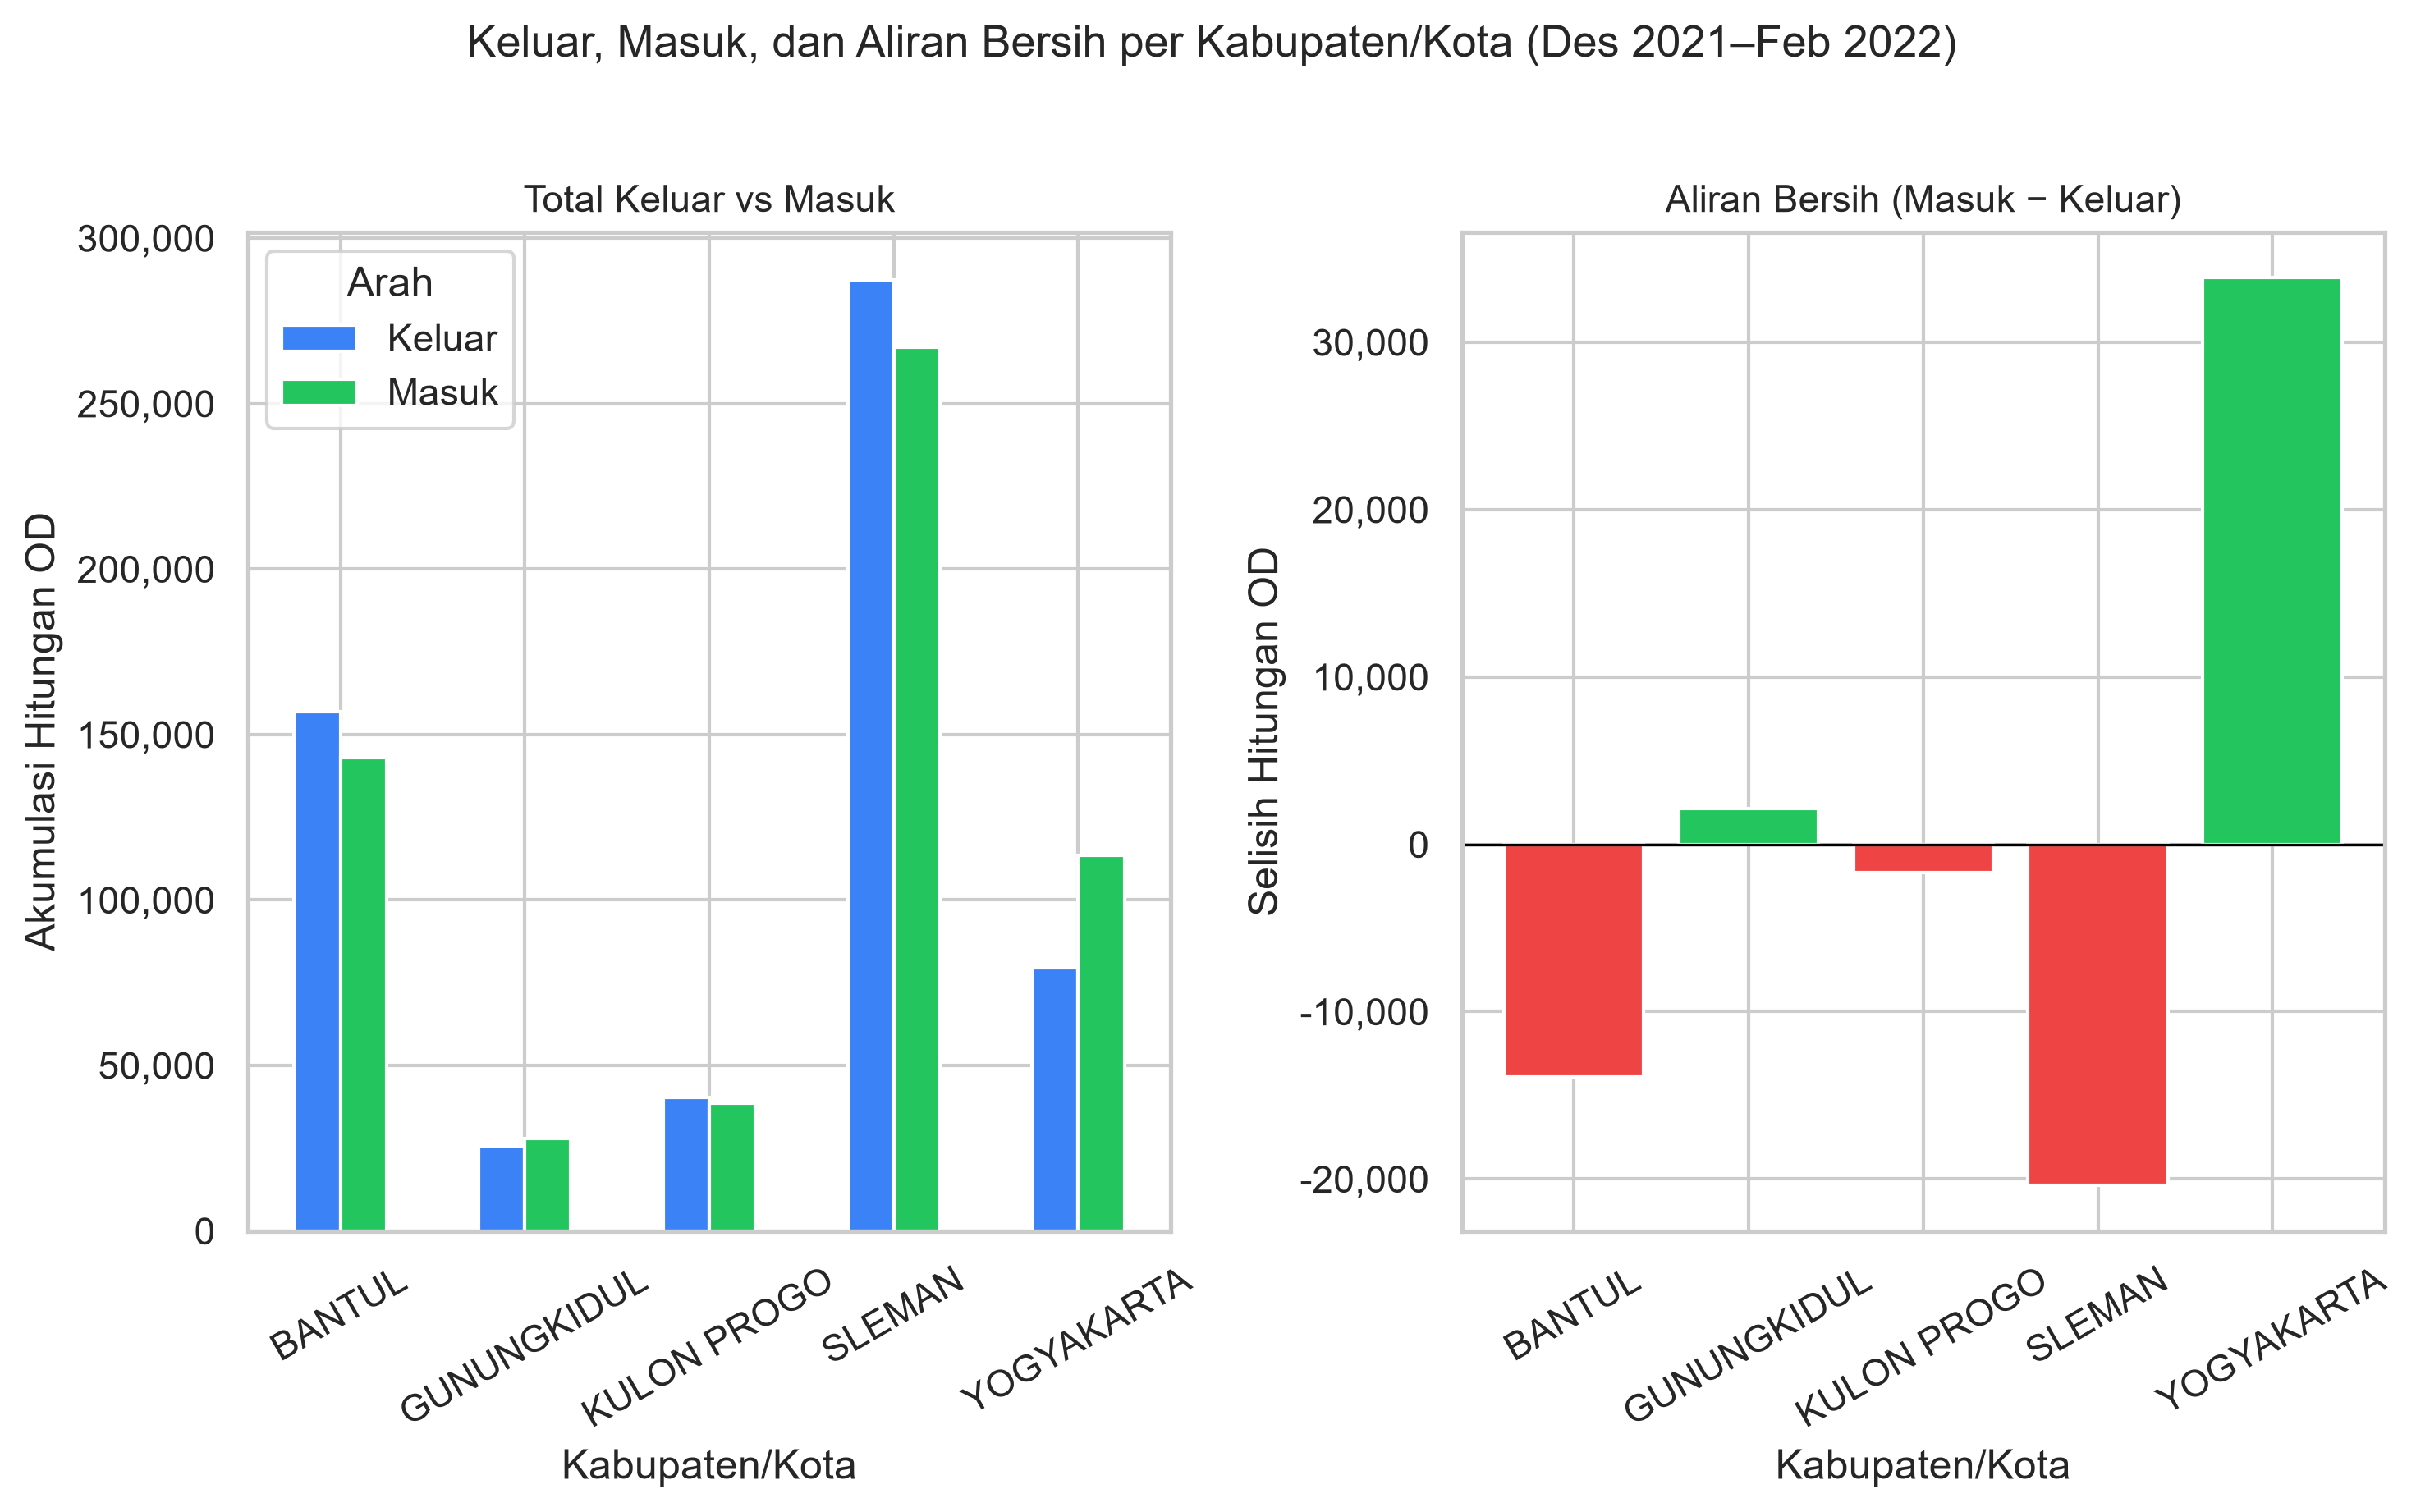 Keluar, Masuk, dan Aliran Bersih per Kabupaten/Kota (Des 2021–Feb 2022)
Total Keluar vs Masuk
Akumulasi Hitungan OD
300,000
250,000
200,000
150,000
100,000
50,000
0
Arah
Keluar
Masuk
BANTUL
GUNUNGKIDUL
KULON PROGO
SLEMAN
YOGYAKARTA
Kabupaten/Kota
Aliran Bersih (Masuk − Keluar)
Selisih Hitungan OD
30,000
20,000
10,000
0
-10,000
-20,000
BANTUL
GUNUNGKIDUL
KULON PROGO
SLEMAN
YOGYAKARTA
Kabupaten/Kota